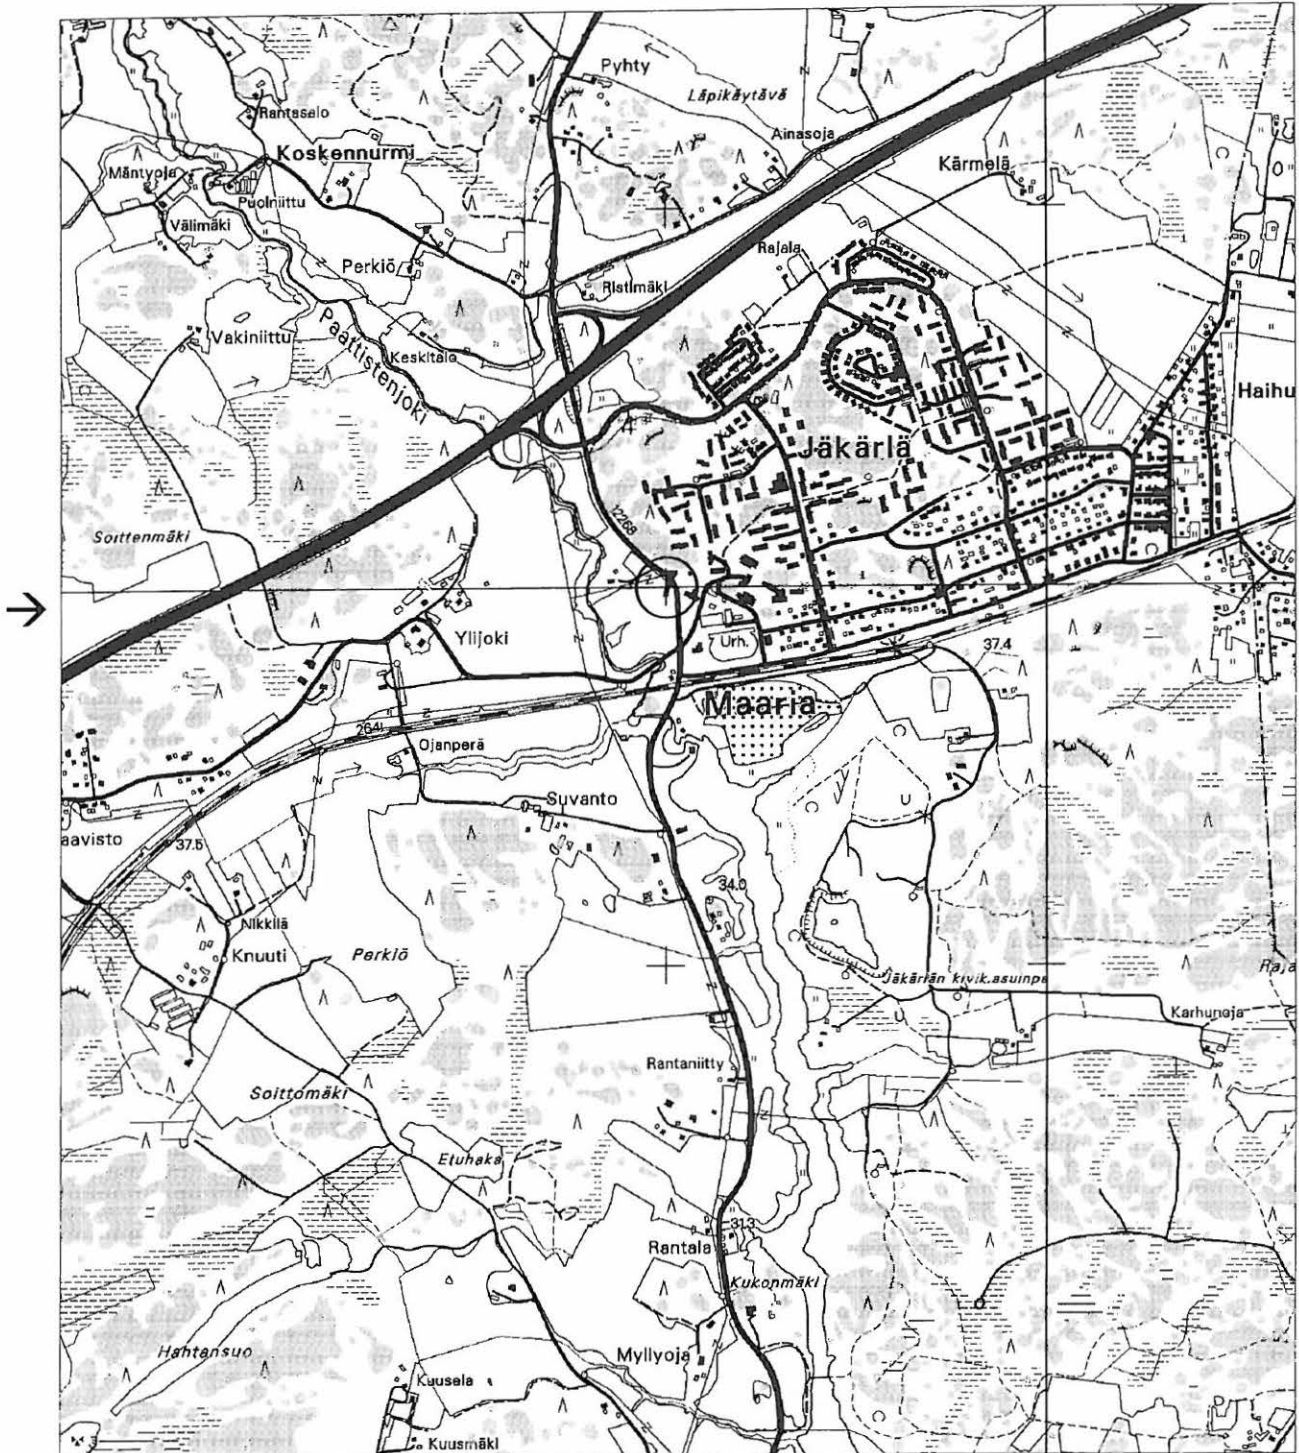 Pyhty
Läpikäytävä
Rantasalo
Ainasoja
Koskennurmi
Kärmelä
Mäntyoja
Puolniittu
Välimäki
Rajala
Perkiö
Ristimäki
Vakiniittu
Paattistenjoki
Keskitalo
Haihu
Jäkärlä
12268
Soittenmäki
Ylijoki
Urh.
37.4
Maaria
2641
Ojanperä
Suvanto
aavisto
37.5
34.0
Nikkilä
Knuuti
Perkiö
Raja
Jäkärlän kivik.asuinpa
Karhunoja
Rantaniitty
Soittomäki
Etuhaka
313
Rantala
Kukonmäki
Hahtansuo
Myllyoja
Kuusela
Kuusmäki